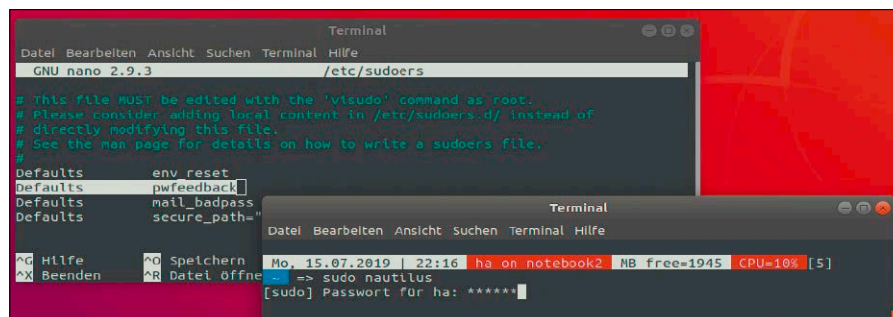 Terminal
Datei Bearbeiten Ansicht Suchen Terminal Hilfe
GNU nano 2.9.3 /etc/sudoers
# This file MUST be edited with the 'visudo' command as root.
# Please consider adding local content in /etc/sudoers.d/ instead of
# directly modifying this file.
# See the man page for details on how to write a sudoers file.
#
Defaults env_reset
Defaults pwfeedback
Defaults mail_badpass
Defaults secure_path="
^G Hilfe ^O Speichern
^X Beenden ^R Datei öffne
Terminal
Datei Bearbeiten Ansicht Suchen Terminal Hilfe
Mo, 15.07.2019 | 22:16 ha on notebook2 MB free=1945 CPU=10% [5]
~ => sudo nautilus
[sudo] Passwort für ha: ******